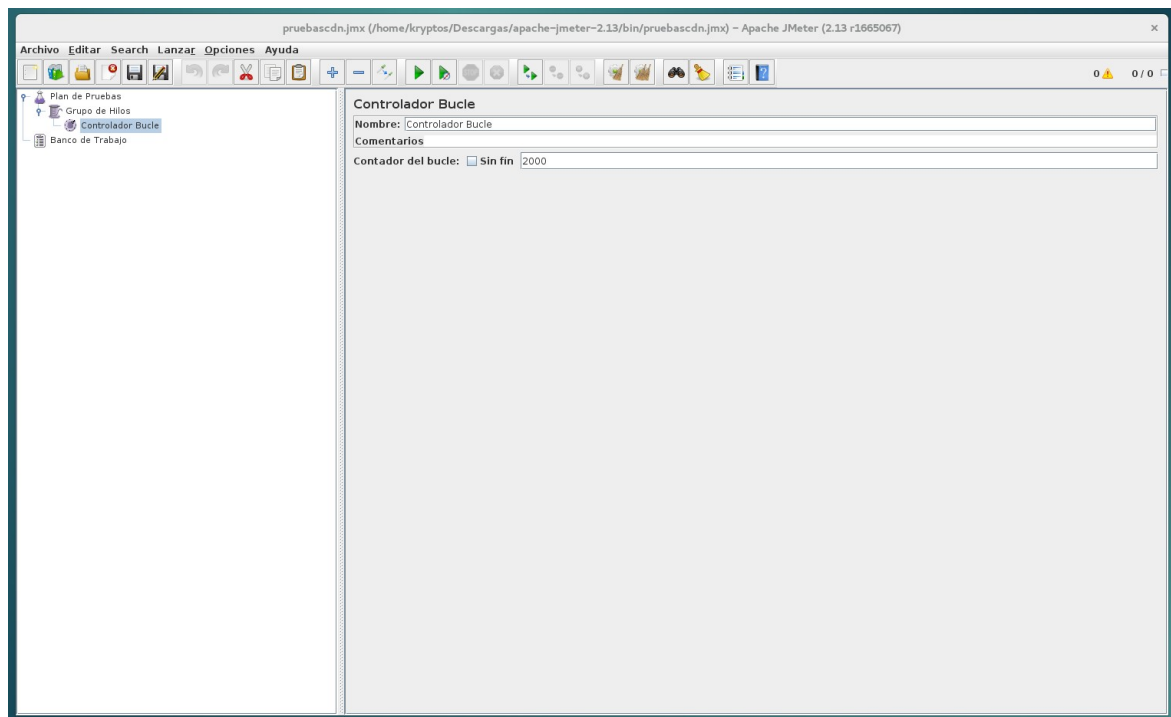 pruebascdn.jmx (/home/kryptos/Descargas/apache-jmeter-2.13/bin/pruebascdn.jmx) – Apache JMeter (2.13 r1665067)
Archivo Editar Search Lanzar Opciones Ayuda
0 0/0
Plan de Pruebas
Grupo de Hilos
Controlador Bucle
Banco de Trabajo
Controlador Bucle
Nombre: Controlador Bucle
Comentarios
Contador del bucle: Sin fín 2000